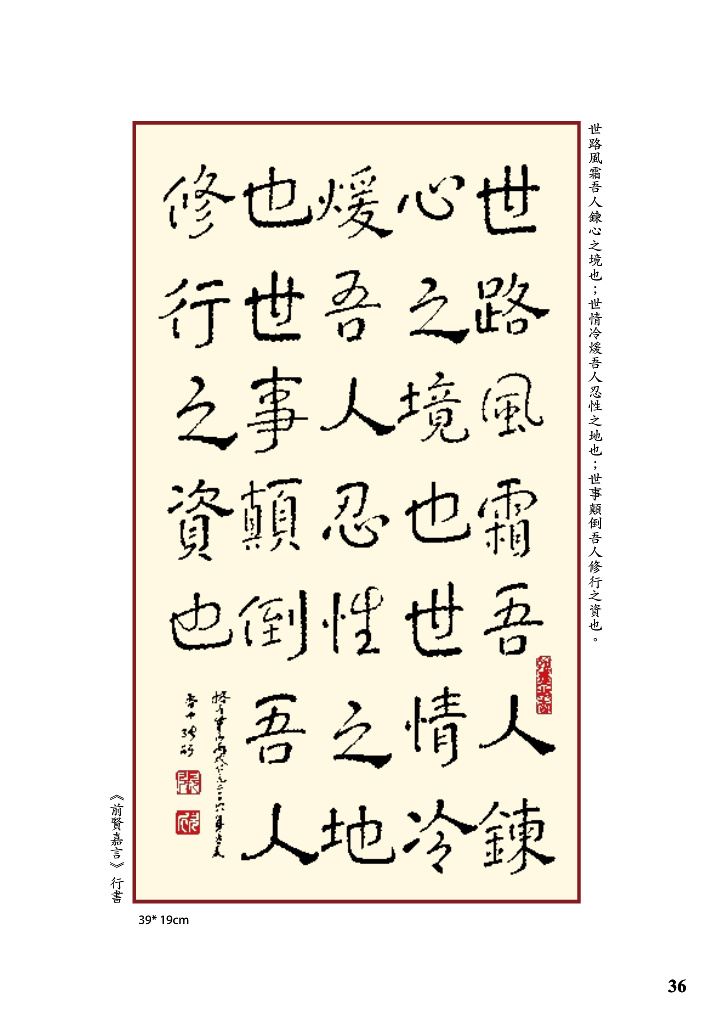 世路風霜吾人鍊心之境也；世情冷煖吾人忍性之地也；世事顛倒吾人修行之資也。
世路風霜吾人鍊
心之境也世情冷
煖吾人忍性之地
也世事顛倒吾人
修行之資也
《前賢嘉言》行書
39* 19cm
36